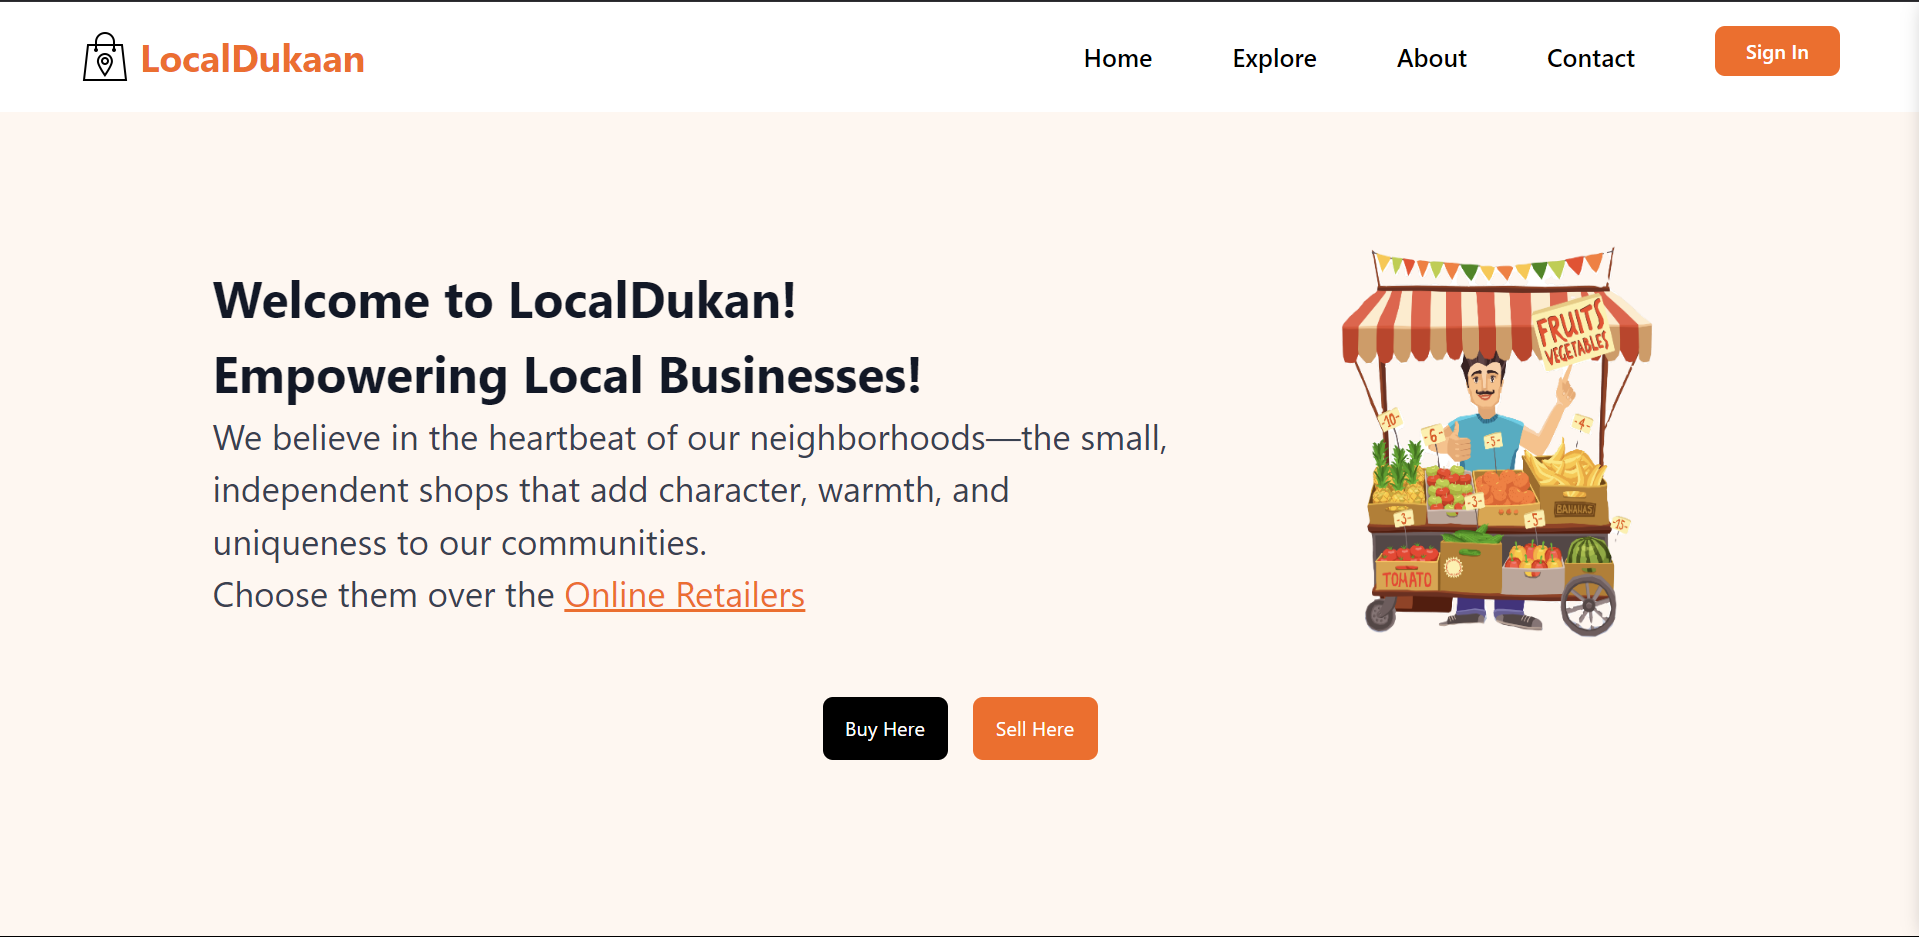 LocalDukaan
Home
Explore
About
Contact
Sign In
Welcome to LocalDukan!
Empowering Local Businesses!
We believe in the heartbeat of our neighborhoods—the small,
independent shops that add character, warmth, and
uniqueness to our communities.
Choose them over the Online Retailers
FRUITS
VEGETABLES
-10-
-6-
-5-
-4-
-3-
BANANAS
-3-
-5-
-15-
TOMATO
Buy Here
Sell Here